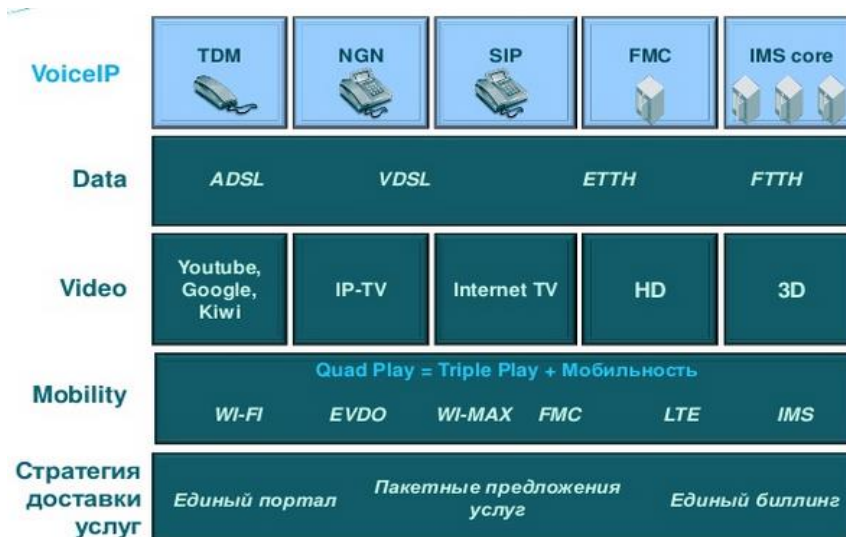 VoiceIP
TDM
NGN
SIP
FMC
IMS core
Data
ADSL
VDSL
ETTH
FTTH
Video
Youtube,
Google,
Kiwi
IP-TV
Internet TV
HD
3D
Mobility
Quad Play = Triple Play + Мобильность
WI-FI
EVDO
WI-MAX
FMC
LTE
IMS
Стратегия
доставки
услуг
Единый портал
Пакетные предложения
услуг
Единый биллинг